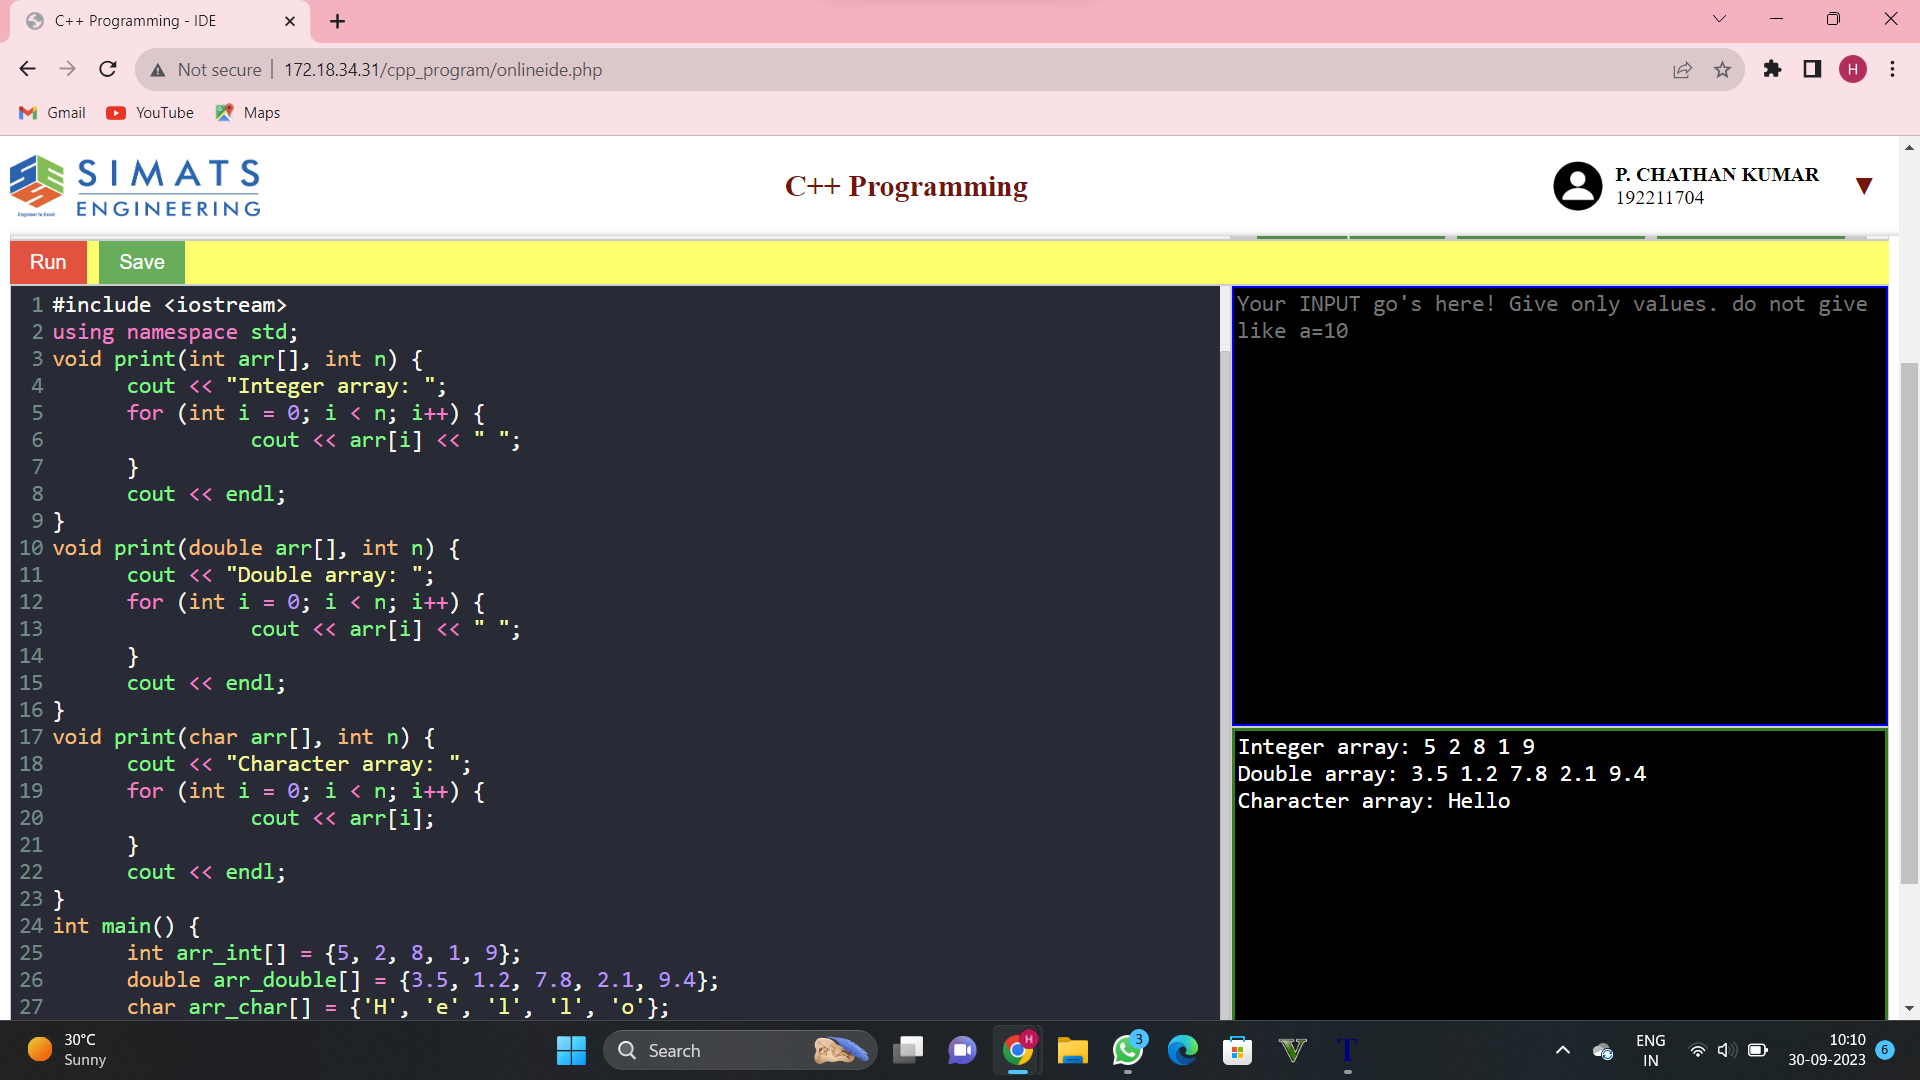 C++ Programming - IDE
Not secure 172.18.34.31/cpp_program/onlineide.php
H
Gmail YouTube Maps
SIMATS
ENGINEERING
Engineer to Excel
C++ Programming
P. CHATHAN KUMAR
192211704
Run Save
1 #include <iostream>
2 using namespace std;
3 void print(int arr[], int n) {
4 cout << "Integer array: ";
5 for (int i = 0; i < n; i++) {
6 cout << arr[i] << " ";
7 }
8 cout << endl;
9 }
10 void print(double arr[], int n) {
11 cout << "Double array: ";
12 for (int i = 0; i < n; i++) {
13 cout << arr[i] << " ";
14 }
15 cout << endl;
16 }
17 void print(char arr[], int n) {
18 cout << "Character array: ";
19 for (int i = 0; i < n; i++) {
20 cout << arr[i];
21 }
22 cout << endl;
23 }
24 int main() {
25 int arr_int[] = {5, 2, 8, 1, 9};
26 double arr_double[] = {3.5, 1.2, 7.8, 2.1, 9.4};
27 char arr_char[] = {'H', 'e', 'l', 'l', 'o'};
Your INPUT go's here! Give only values. do not give
like a=10
Integer array: 5 2 8 1 9
Double array: 3.5 1.2 7.8 2.1 9.4
Character array: Hello
30°C
Sunny
Search
H
3
V
T
ENG
IN
10:10
30-09-2023
6